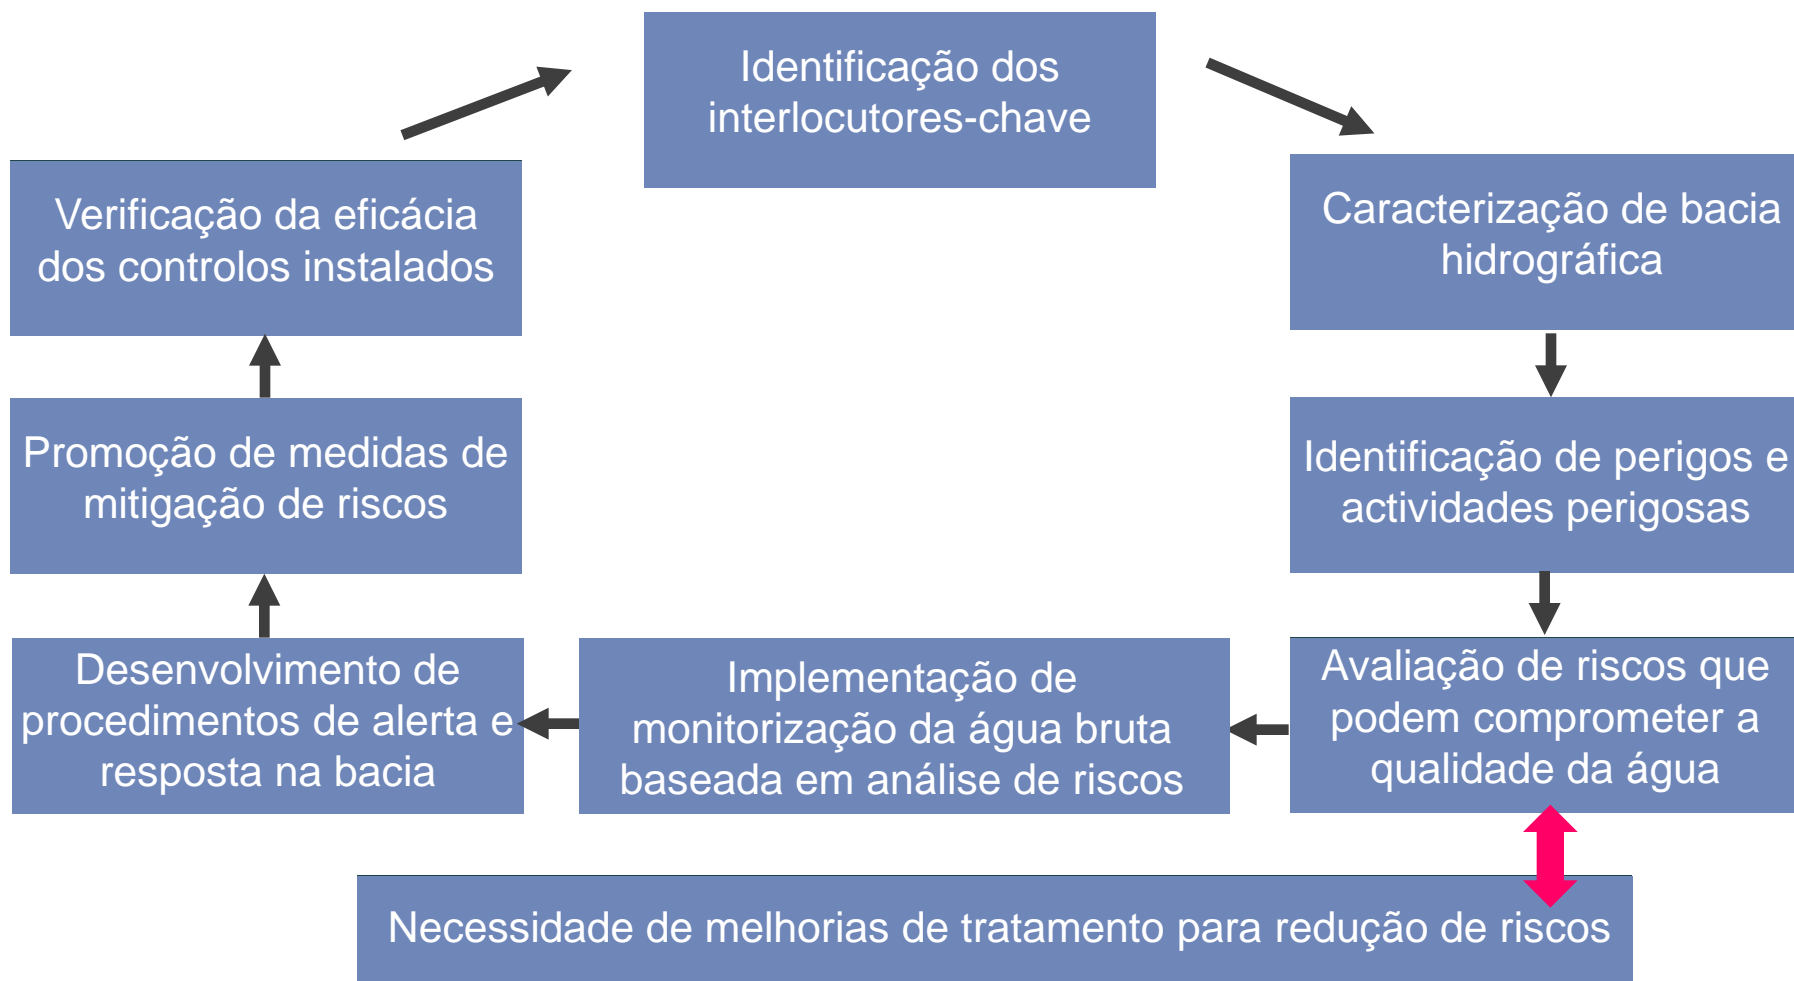 Identificação dos
interlocutores-chave
Caracterização de bacia
hidrográfica
Identificação de perigos e
actividades perigosas
Avaliação de riscos que
podem comprometer a
qualidade da água
Implementação de
monitorização da água bruta
baseada em análise de riscos
Desenvolvimento de
procedimentos de alerta e
resposta na bacia
Promoção de medidas de
mitigação de riscos
Verificação da eficácia
dos controlos instalados
Necessidade de melhorias de tratamento para redução de riscos